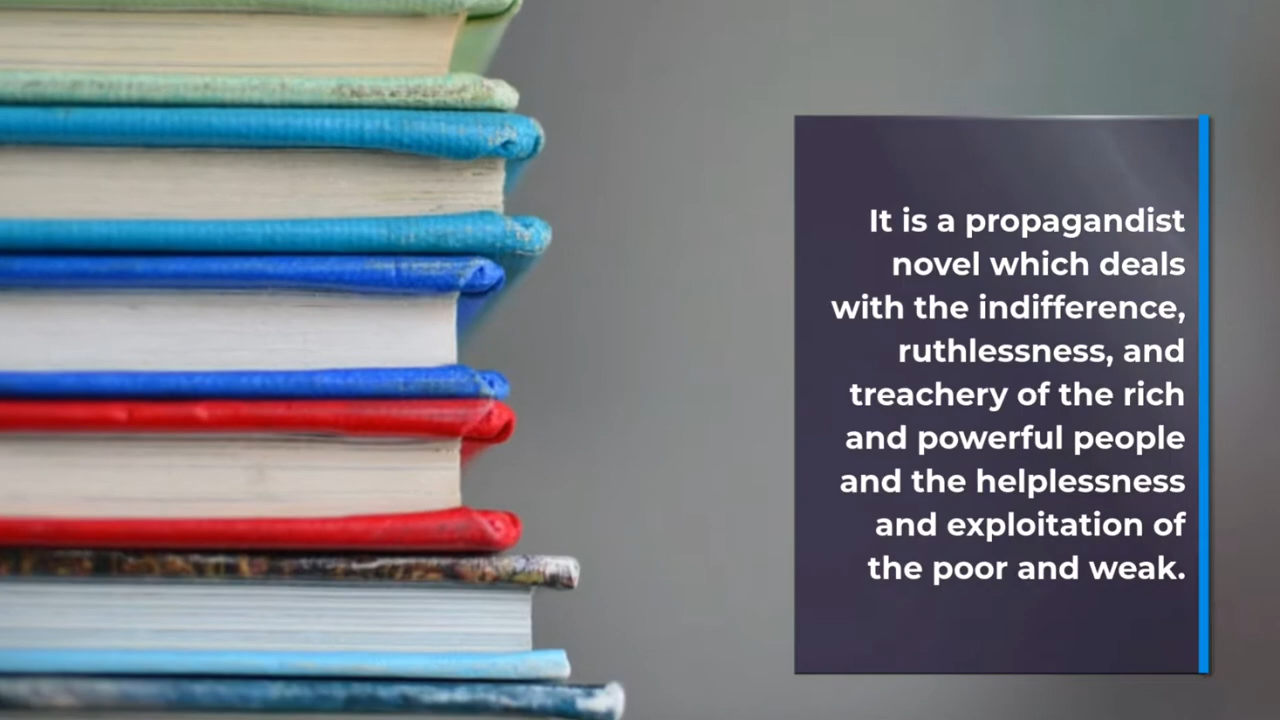 It is a propagandist
novel which deals
with the indifference,
ruthlessness, and
treachery of the rich
and powerful people
and the helplessness
and exploitation of
the poor and weak.